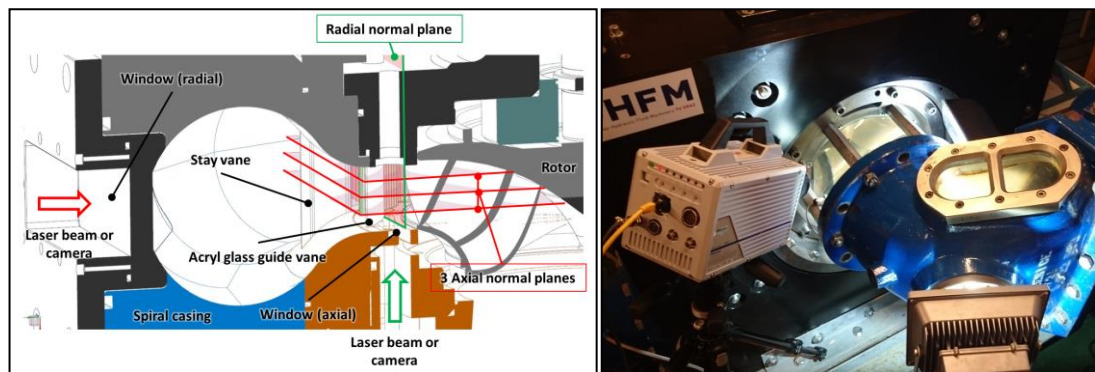 Radial normal plane
Window (radial)
Stay vane
Rotor
Laser beam or
camera
Acryl glass guide vane
3 Axial normal planes
Spiral casing
Window (axial)
Laser beam or
camera
HFM